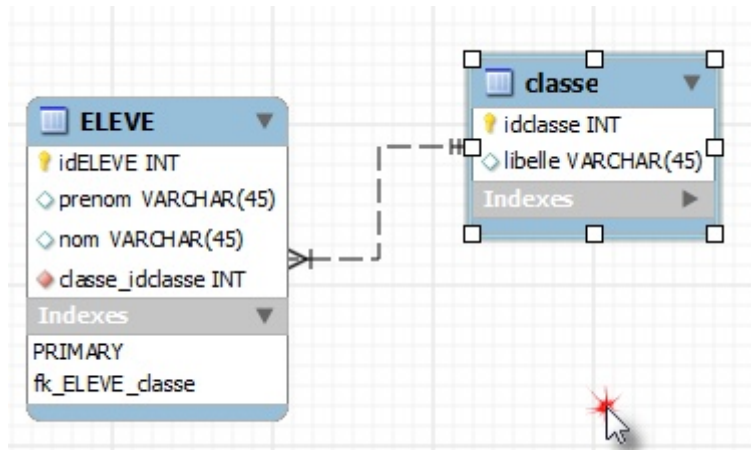 ELEVE
idELEVE INT
prenom VARCHAR(45)
nom VARCHAR(45)
classe_idclasse INT
Indexes
PRIMARY
fk_ELEVE_classe
classe
idclasse INT
libelle VARCHAR(45)
Indexes